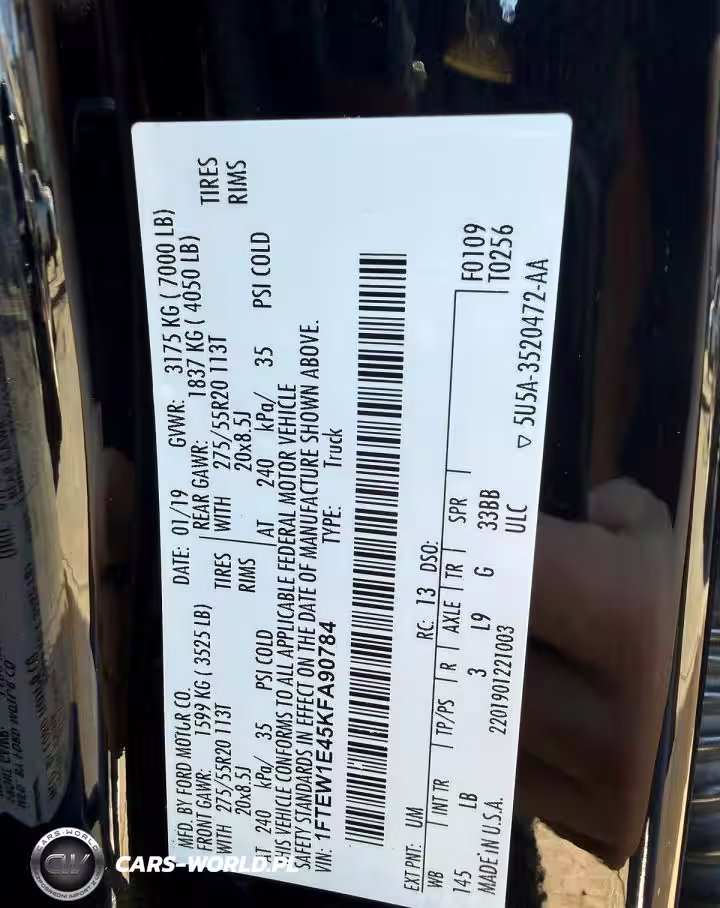 MFD. BY FORD MOTOR CO.
DATE: 01/19 GVWR: 3175 KG ( 7000 LB)
FRONT GAWR: 1599 KG ( 3525 LB)
REAR GAWR: 1837 KG ( 4050 LB)
WITH 275/55R20 113T TIRES
WITH 275/55R20 113T TIRES
20x8.5J RIMS
20x8.5J RIMS
AT 240 kPa/ 35 PSI COLD
AT 240 kPa/ 35 PSI COLD
THIS VEHICLE CONFORMS TO ALL APPLICABLE FEDERAL MOTOR VEHICLE
SAFETY STANDARDS IN EFFECT ON THE DATE OF MANUFACTURE SHOWN ABOVE.
VIN: 1FTEW1E45KFA90784 TYPE: Truck
EXT PNT: UM RC: 13 DSO:
WB INT TR TP/PS R AXLE TR SPR F0109
145 LB 3 L9 G 33BB T0256
MADE IN U.S.A. 2201901221003 ULC
▽ 5U5A-3520472-AA
CARS-WORLD.PL
CARS-WORLD
CW